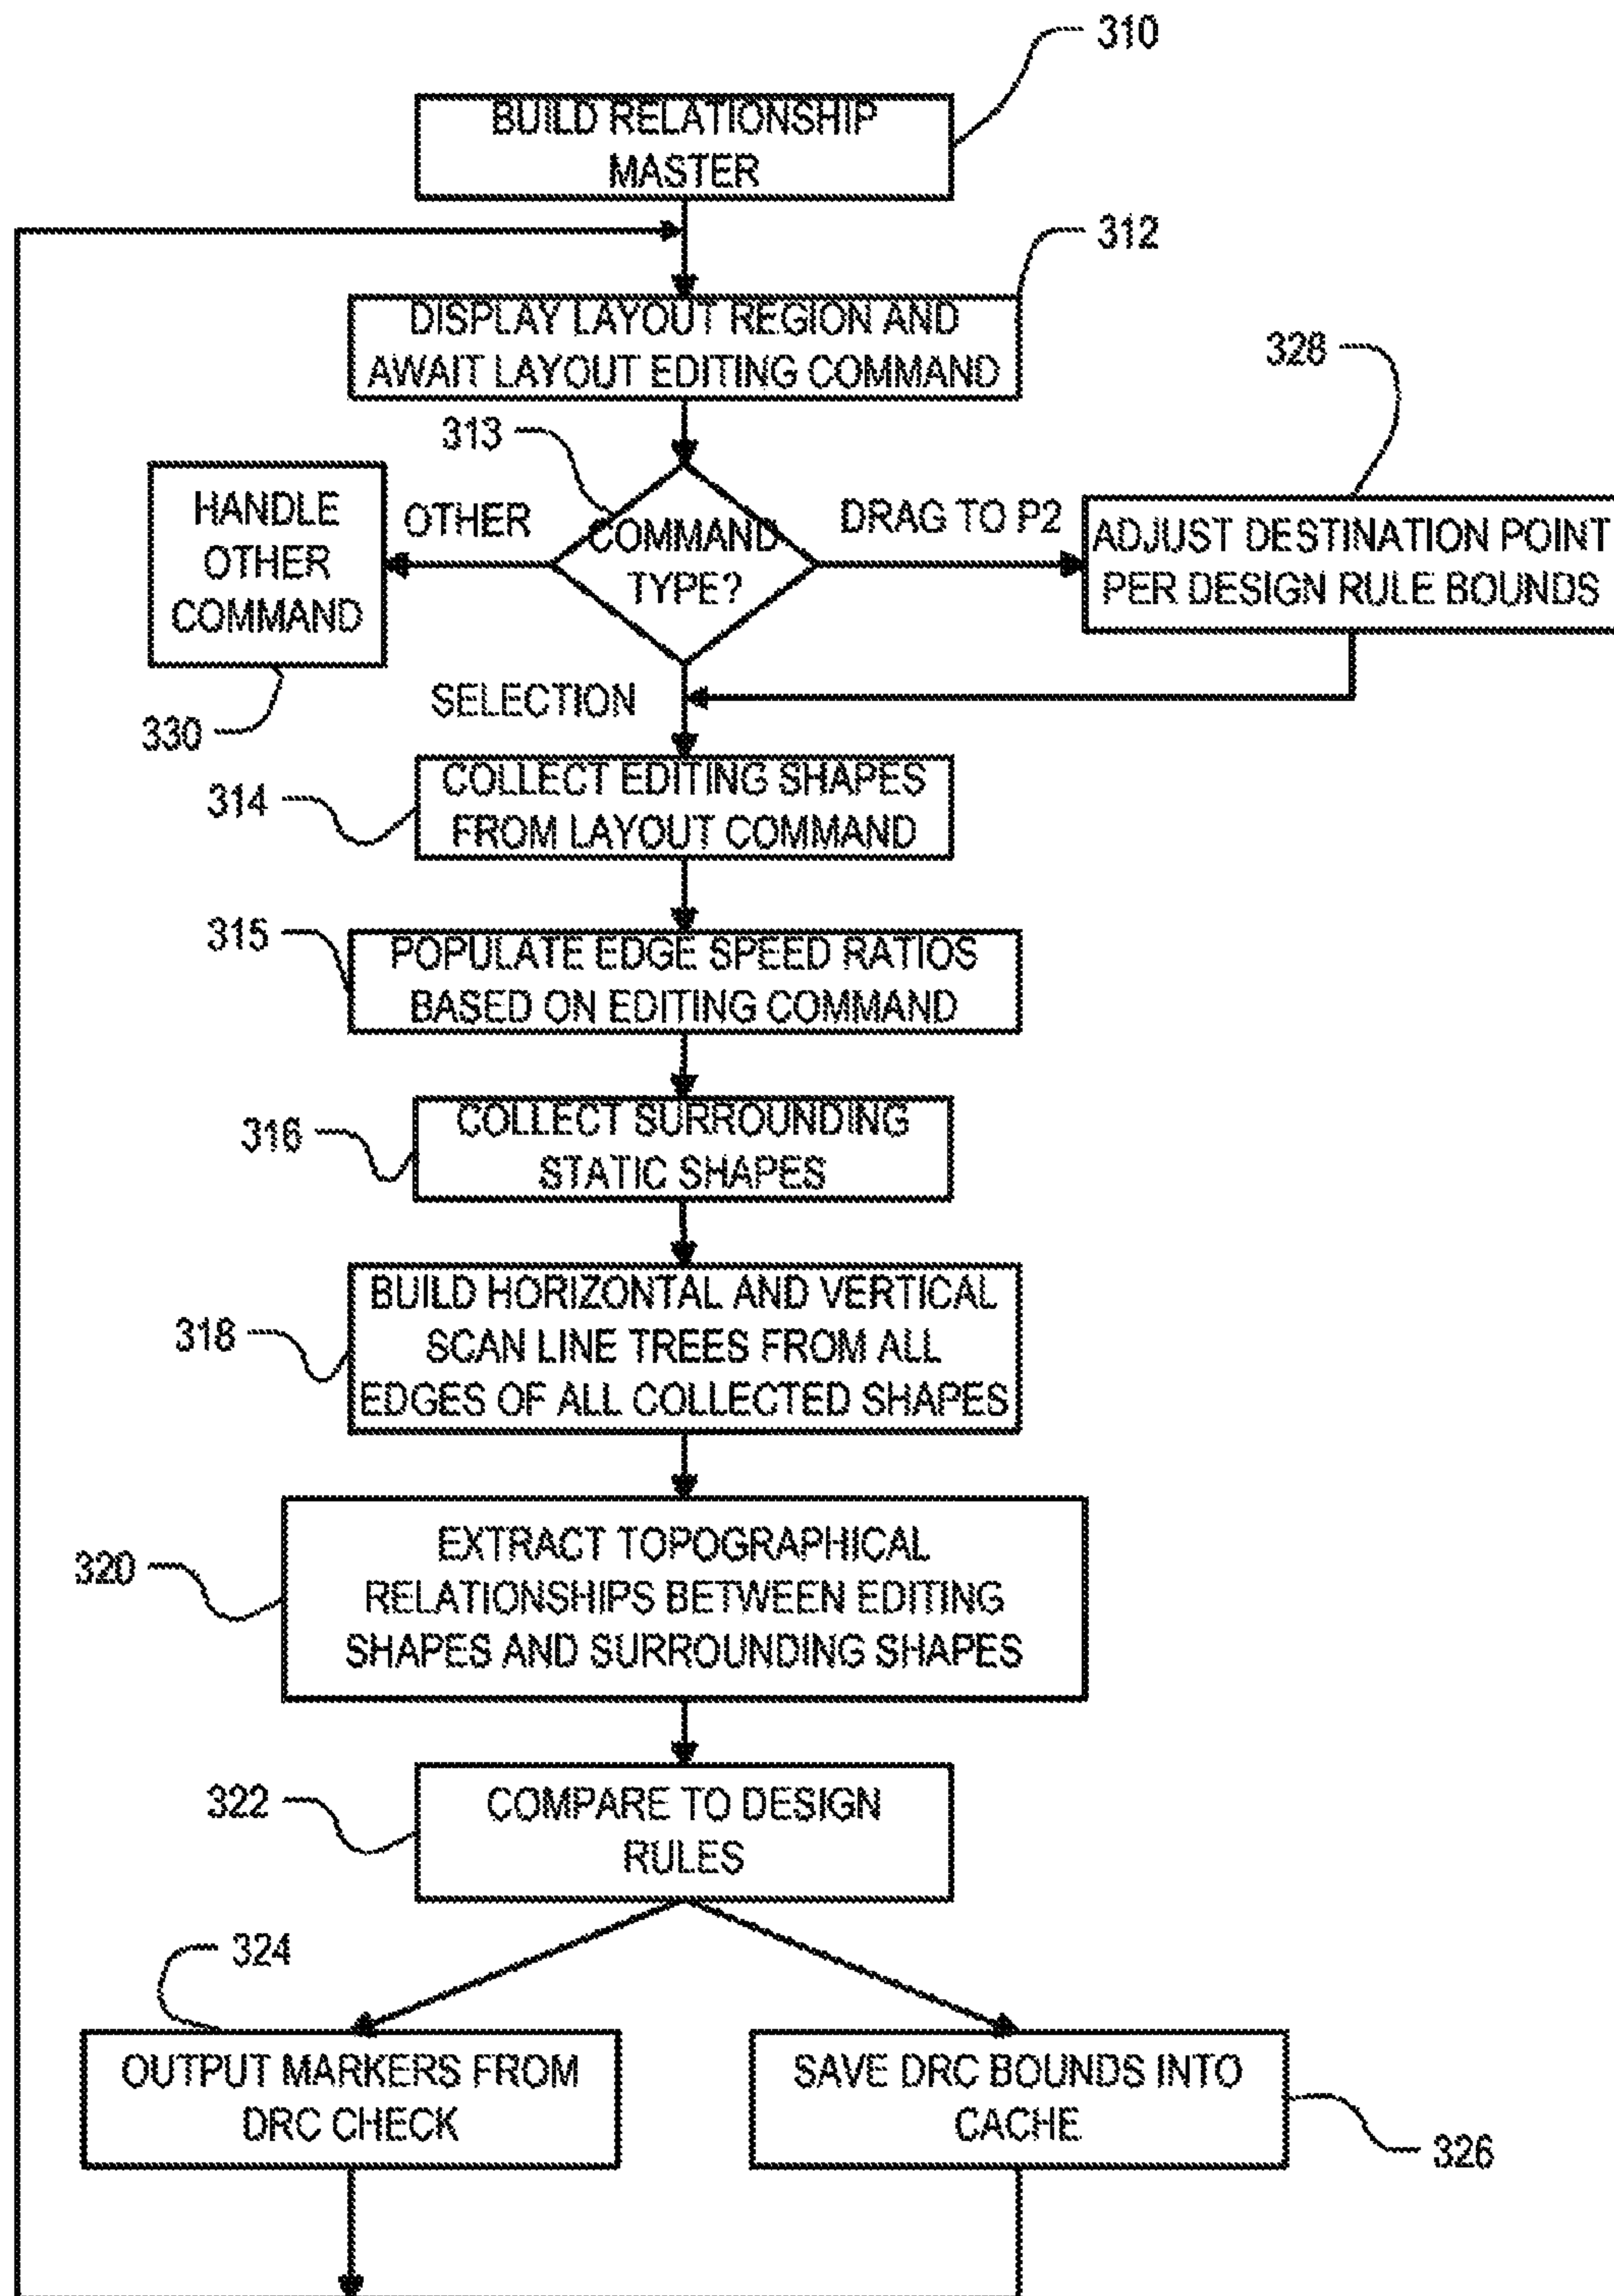 310
BUILD RELATIONSHIP
MASTER
312
DISPLAY LAYOUT REGION AND
AWAIT LAYOUT EDITING COMMAND
328
313
HANDLE
OTHER
COMMAND
OTHER
COMMAND
TYPE?
DRAG TO P2
ADJUST DESTINATION POINT
PER DESIGN RULE BOUNDS
330
SELECTION
314
COLLECT EDITING SHAPES
FROM LAYOUT COMMAND
315
POPULATE EDGE SPEED RATIOS
BASED ON EDITING COMMAND
316
COLLECT SURROUNDING
STATIC SHAPES
318
BUILD HORIZONTAL AND VERTICAL
SCAN LINE TREES FROM ALL
EDGES OF ALL COLLECTED SHAPES
320
EXTRACT TOPOGRAPHICAL
RELATIONSHIPS BETWEEN EDITING
SHAPES AND SURROUNDING SHAPES
322
COMPARE TO DESIGN
RULES
324
OUTPUT MARKERS FROM
DRC CHECK
SAVE DRC BOUNDS INTO
CACHE
326